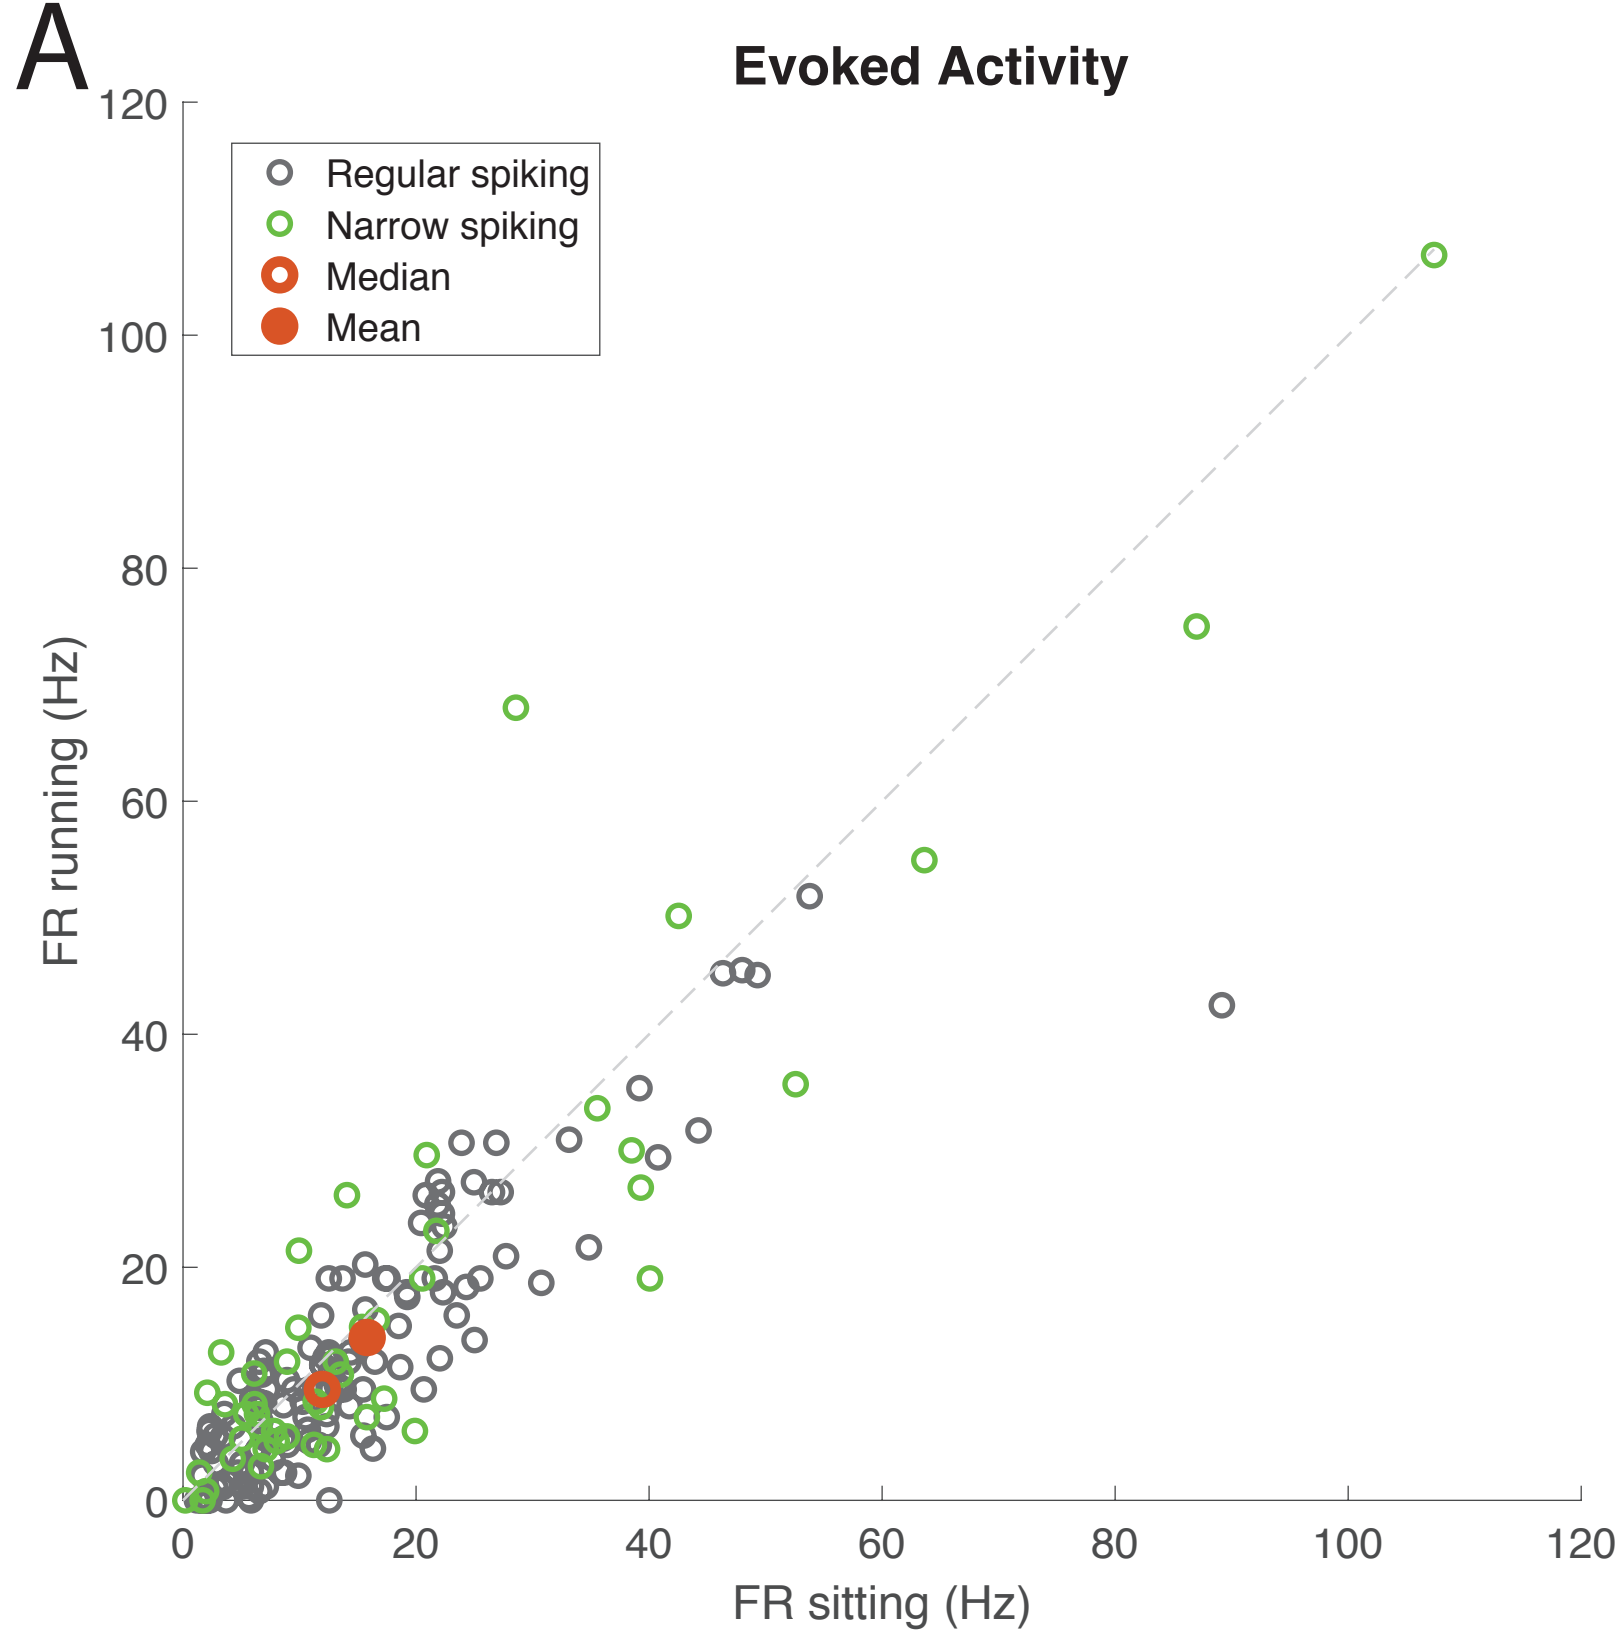 A
Evoked Activity
Regular spiking
Narrow spiking
Median
Mean
120
100
80
60
40
20
0
FR running (Hz)
0 20 40 60 80 100 120
FR sitting (Hz)